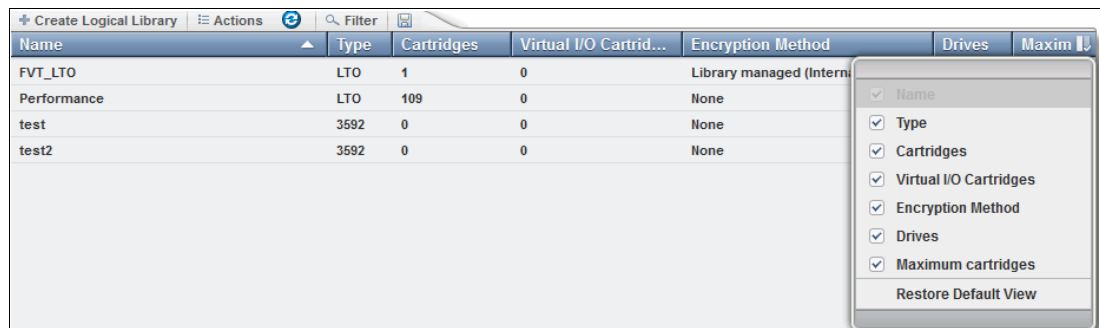 Create Logical Library Actions Filter
Name Type Cartridges Virtual I/O Cartrid... Encryption Method Drives Maxim
FVT_LTO LTO 1 0 Library managed (Interna
Performance LTO 109 0 None
test 3592 0 0 None
test2 3592 0 0 None
Name
Type
Cartridges
Virtual I/O Cartridges
Encryption Method
Drives
Maximum cartridges
Restore Default View